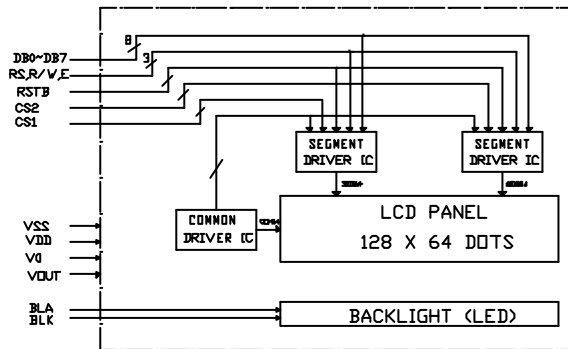 8
DB0~DB7
3
RS,R/W,E
RSTB
CS2
CS1
SEGMENT
DRIVER IC
SEGMENT
DRIVER IC
LCD PANEL
128 X 64 DOTS
COMMON
DRIVER IC
VSS
VDD
VO
VOUT
BLA
BLK
BACKLIGHT (LED)